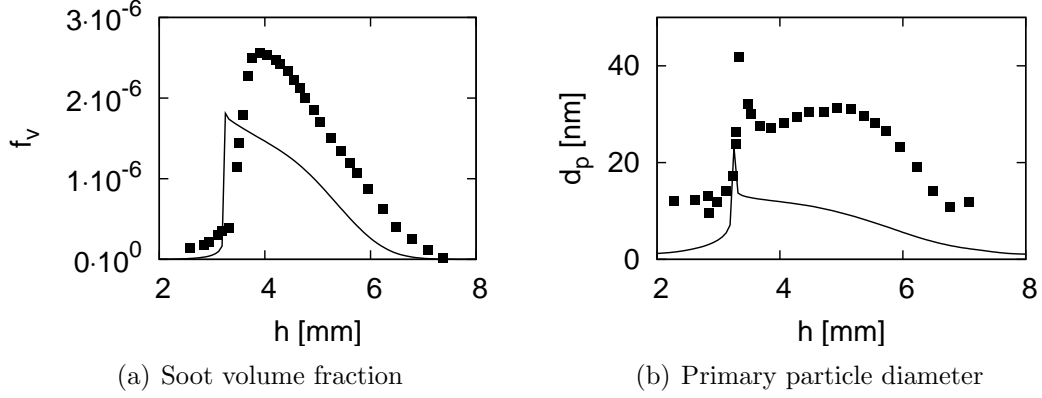 3·10⁻⁶
2·10⁻⁶
1·10⁻⁶
0·10⁰
f_v
2 4 6 8
h [mm]
(a) Soot volume fraction
40
20
0
d_p [nm]
2 4 6 8
h [mm]
(b) Primary particle diameter